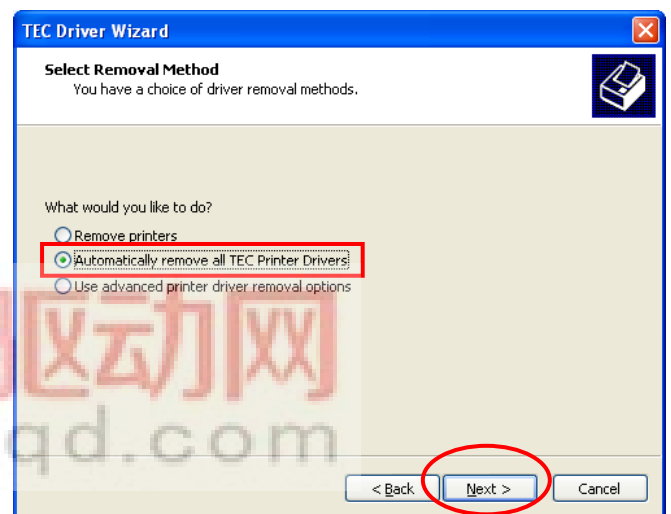 TEC Driver Wizard
Select Removal Method
You have a choice of driver removal methods.
What would you like to do?
Remove printers
Automatically remove all TEC Printer Drivers
Use advanced printer driver removal options
驱动网
qd.com
< Back Next > Cancel